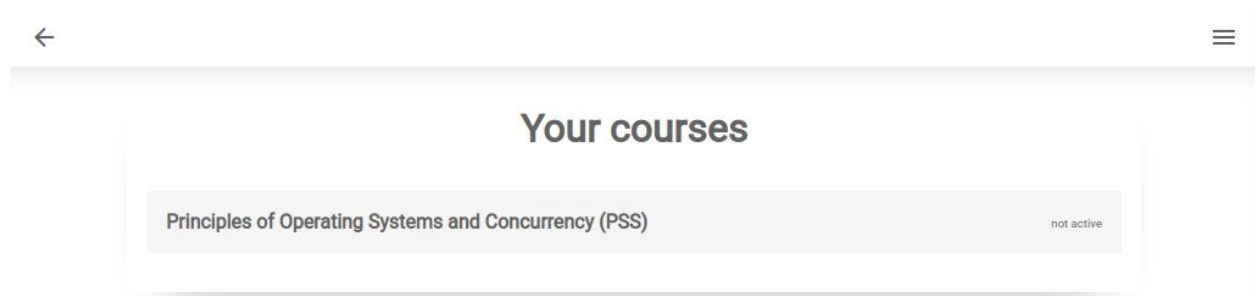 Your courses
Principles of Operating Systems and Concurrency (PSS)
not active